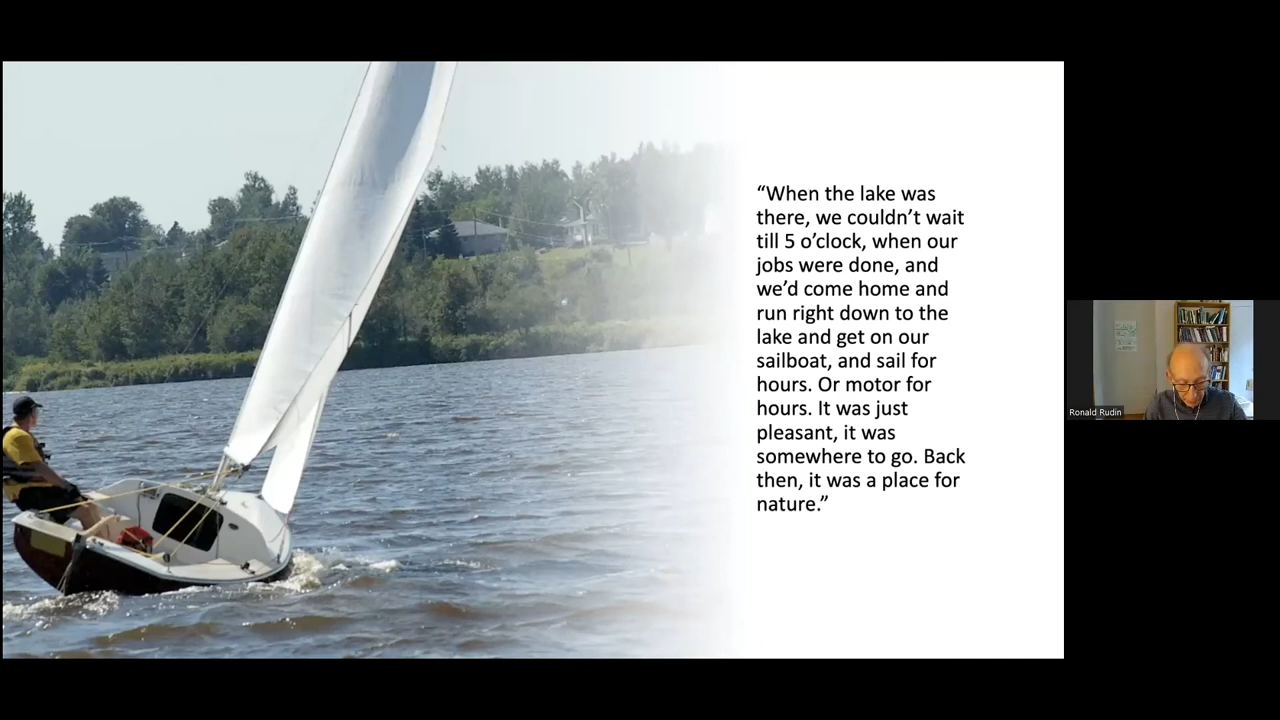 “When the lake was
there, we couldn’t wait
till 5 o’clock, when our
jobs were done, and
we’d come home and
run right down to the
lake and get on our
sailboat, and sail for
hours. Or motor for
hours. It was just
pleasant, it was
somewhere to go. Back
then, it was a place for
nature.”
Ronald Rudin